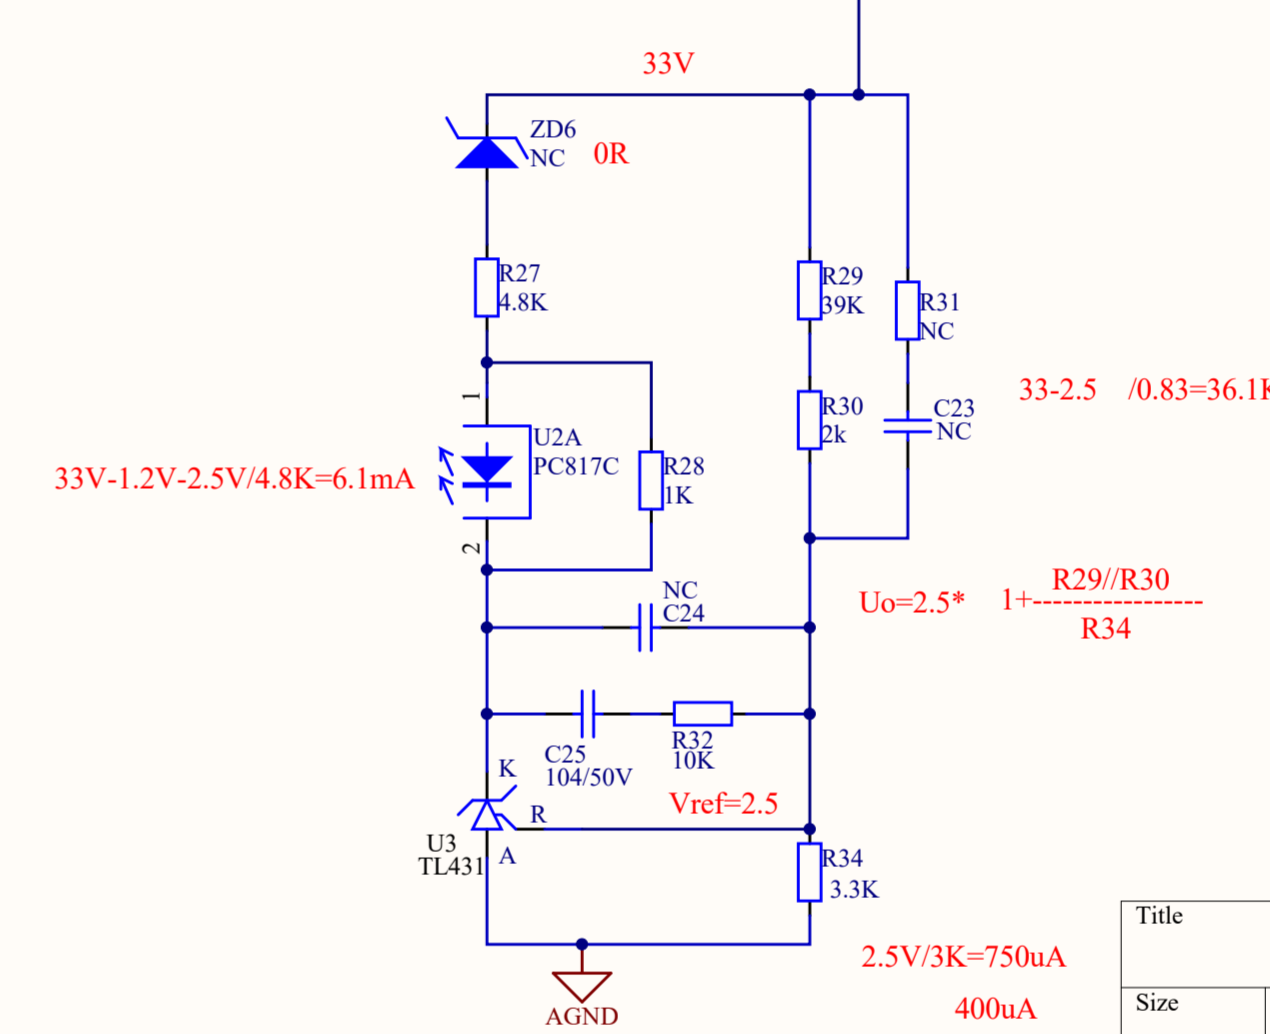 33V
ZD6
NC
0R
R27
4.8K
R29
39K
R31
NC
1
33-2.5 /0.83=36.1K
R30
2k
C23
NC
U2A
PC817C
33V-1.2V-2.5V/4.8K=6.1mA
R28
1K
2
NC
C24
R29//R30
Uo=2.5* 1+-----------------
R34
C25
104/50V
R32
10K
K
Vref=2.5
R
U3
TL431
A
R34
3.3K
2.5V/3K=750uA
400uA
AGND
Title
Size